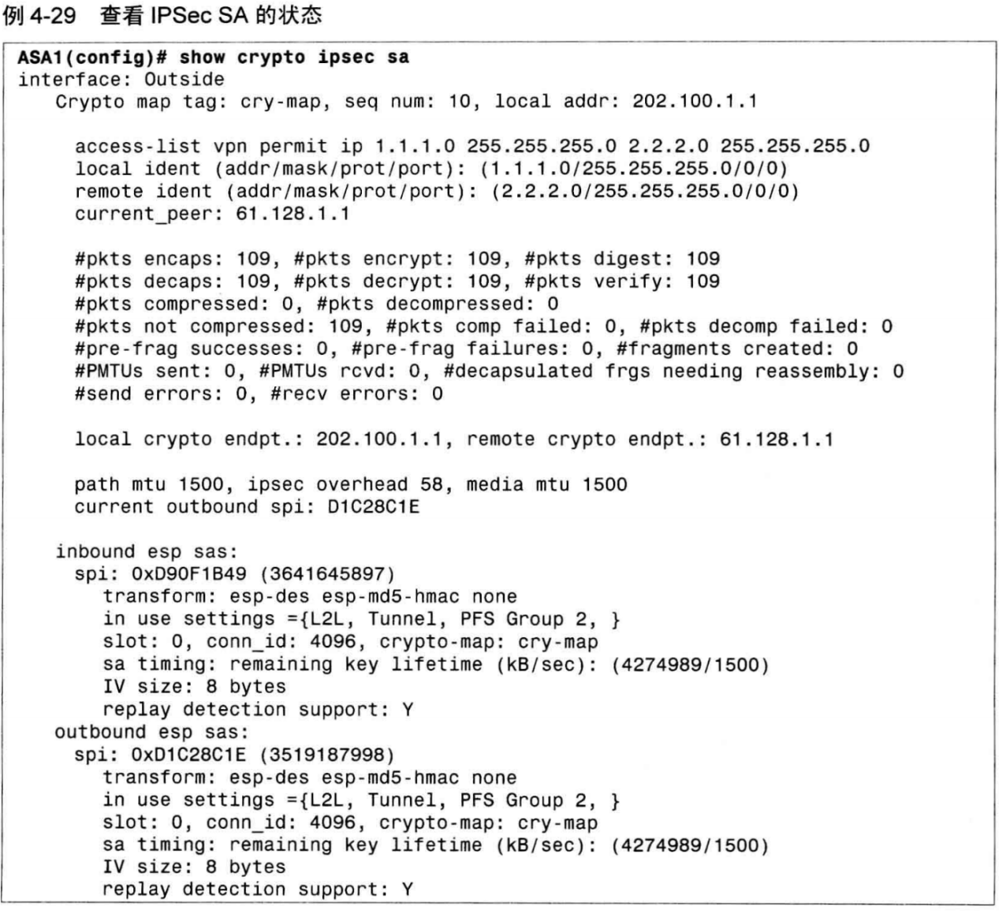 例 4-29 查看 IPSec SA 的状态
ASA1(config)# show crypto ipsec sa
interface: Outside
Crypto map tag: cry-map, seq num: 10, local addr: 202.100.1.1
access-list vpn permit ip 1.1.1.0 255.255.255.0 2.2.2.0 255.255.255.0
local ident (addr/mask/prot/port): (1.1.1.0/255.255.255.0/0/0)
remote ident (addr/mask/prot/port): (2.2.2.0/255.255.255.0/0/0)
current_peer: 61.128.1.1
#pkts encaps: 109, #pkts encrypt: 109, #pkts digest: 109
#pkts decaps: 109, #pkts decrypt: 109, #pkts verify: 109
#pkts compressed: 0, #pkts decompressed: 0
#pkts not compressed: 109, #pkts comp failed: 0, #pkts decomp failed: 0
#pre-frag successes: 0, #pre-frag failures: 0, #fragments created: 0
#PMTUs sent: 0, #PMTUs rcvd: 0, #decapsulated frgs needing reassembly: 0
#send errors: 0, #recv errors: 0
local crypto endpt.: 202.100.1.1, remote crypto endpt.: 61.128.1.1
path mtu 1500, ipsec overhead 58, media mtu 1500
current outbound spi: D1C28C1E
inbound esp sas:
spi: 0xD90F1B49 (3641645897)
transform: esp-des esp-md5-hmac none
in use settings ={L2L, Tunnel, PFS Group 2, }
slot: 0, conn_id: 4096, crypto-map: cry-map
sa timing: remaining key lifetime (kB/sec): (4274989/1500)
IV size: 8 bytes
replay detection support: Y
outbound esp sas:
spi: 0xD1C28C1E (3519187998)
transform: esp-des esp-md5-hmac none
in use settings ={L2L, Tunnel, PFS Group 2, }
slot: 0, conn_id: 4096, crypto-map: cry-map
sa timing: remaining key lifetime (kB/sec): (4274989/1500)
IV size: 8 bytes
replay detection support: Y